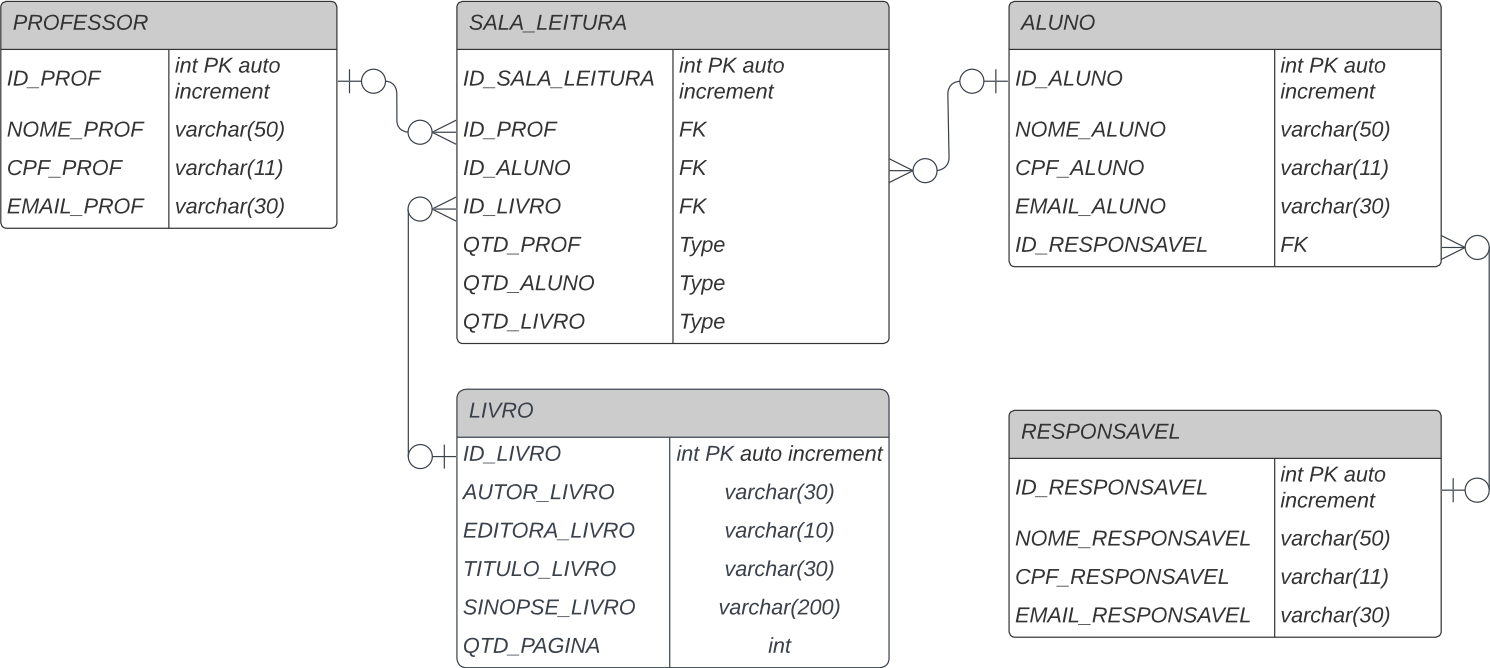 PROFESSOR
ID_PROF int PK auto
increment
NOME_PROF varchar(50)
CPF_PROF varchar(11)
EMAIL_PROF varchar(30)
SALA_LEITURA
ID_SALA_LEITURA int PK auto
increment
ID_PROF FK
ID_ALUNO FK
ID_LIVRO FK
QTD_PROF Type
QTD_ALUNO Type
QTD_LIVRO Type
ALUNO
ID_ALUNO int PK auto
increment
NOME_ALUNO varchar(50)
CPF_ALUNO varchar(11)
EMAIL_ALUNO varchar(30)
ID_RESPONSAVEL FK
LIVRO
ID_LIVRO int PK auto increment
AUTOR_LIVRO varchar(30)
EDITORA_LIVRO varchar(10)
TITULO_LIVRO varchar(30)
SINOPSE_LIVRO varchar(200)
QTD_PAGINA int
RESPONSAVEL
ID_RESPONSAVEL int PK auto
increment
NOME_RESPONSAVEL varchar(50)
CPF_RESPONSAVEL varchar(11)
EMAIL_RESPONSAVEL varchar(30)